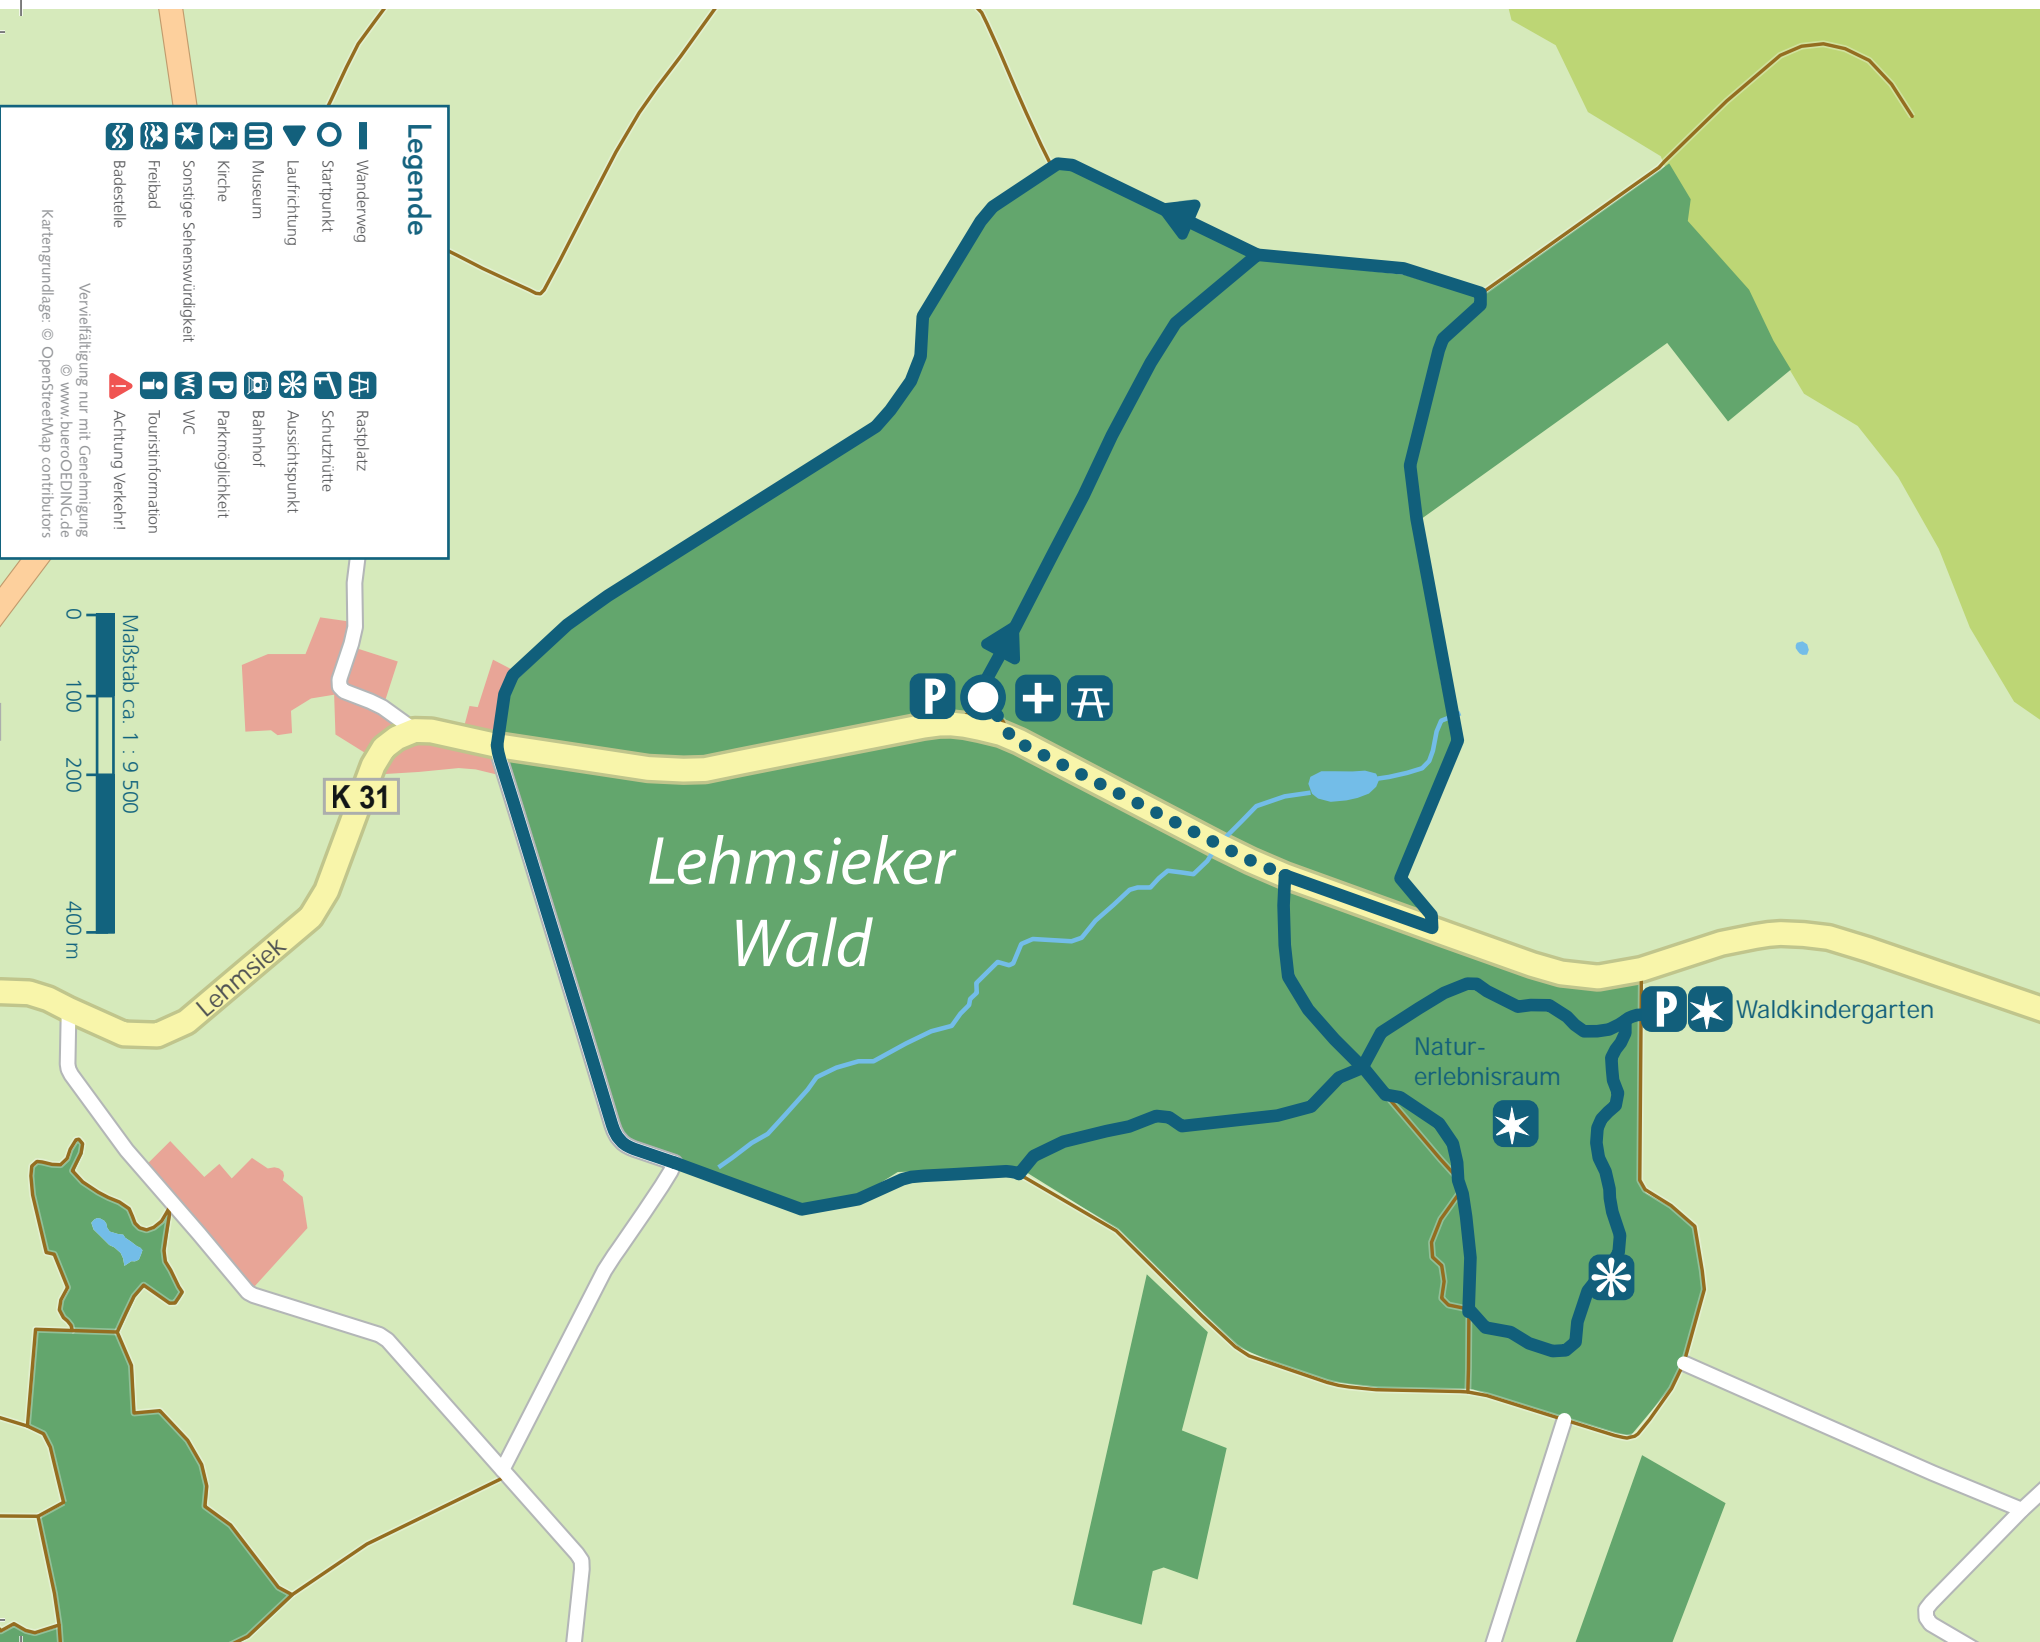 Legende
Wanderweg
Startpunkt
Laufrichtung
Museum
Kirche
Sonstige Sehenswürdigkeit
Freibad
Badestelle
Rastplatz
Schutzhütte
Aussichtspunkt
Bahnhof
Parkmöglichkeit
WC WC
Touristinformation
Achtung Verkehr!
Vervielfältigung nur mit Genehmigung
© www.bueroOEDING.de
Kartengrundlage: © OpenStreetMap contributors
Maßstab ca. 1 : 9 500
0 100 200 400 m
K 31
Lehmsiek
P
Lehmsieker
Wald
P Waldkindergarten
Natur-
erlebnisraum